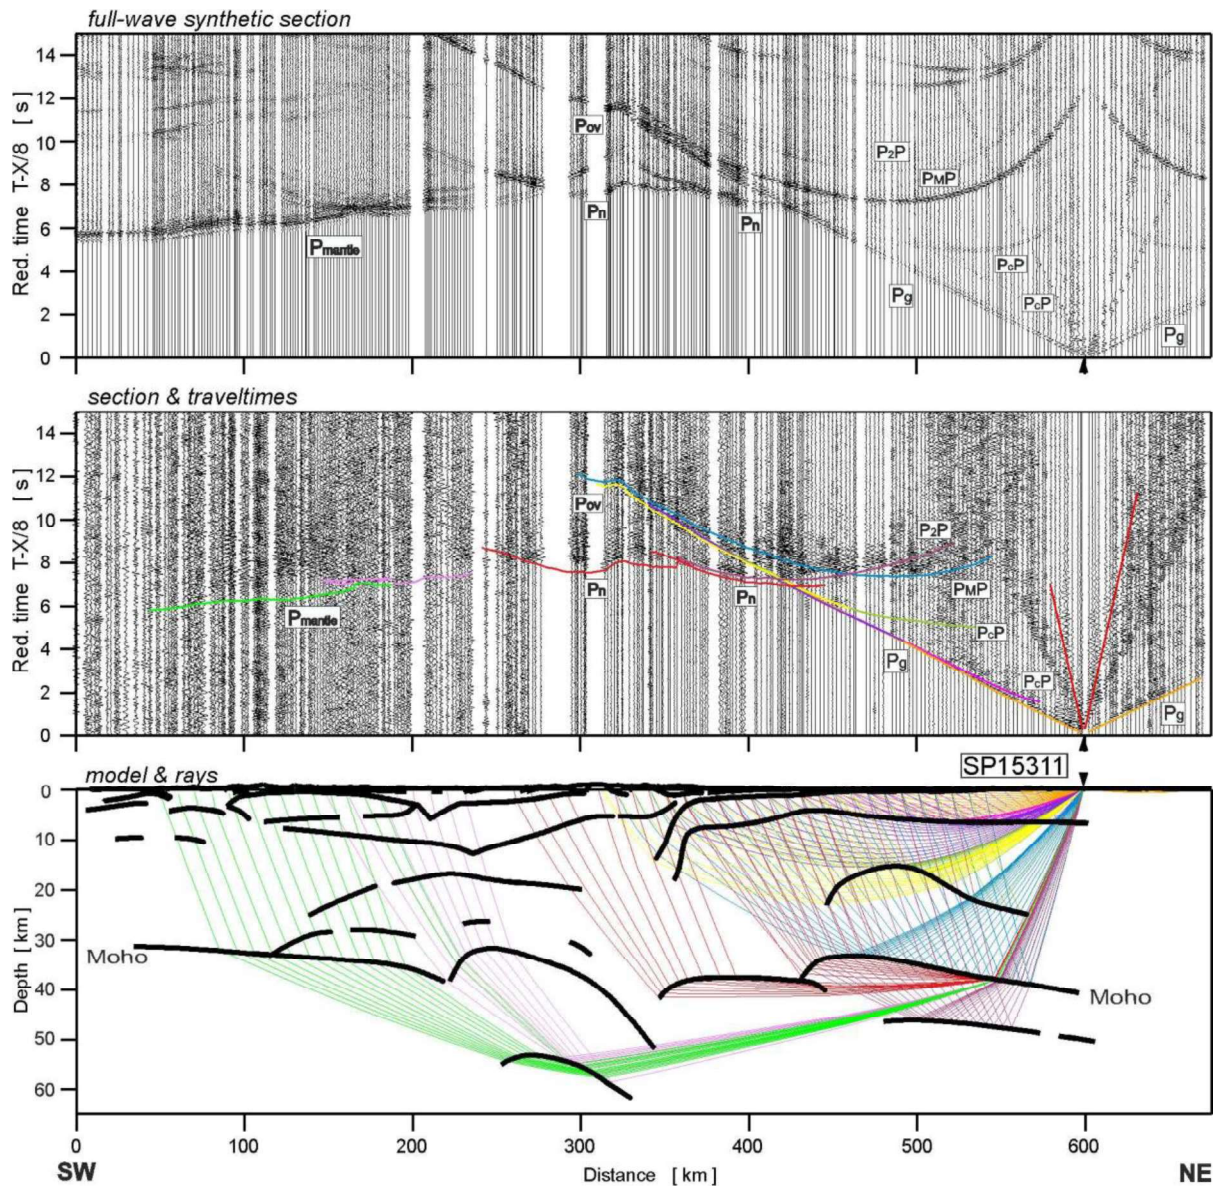 full-wave synthetic section
14
12
10
8
6
4
2
0
Red. time T-X/8 [ s ]
Pov
P2P
PMP
Pn
Pn
Pmantle
PcP
PcP
Pg
Pg
section & traveltimes
14
12
10
8
6
4
2
0
Red. time T-X/8 [ s ]
Pov
P2P
Pn
Pn
PMP
Pmantle
PcP
Pg
PcP
Pg
SP15311
model & rays
0
10
20
30
40
50
60
Depth [ km ]
Moho
Moho
0 100 200 300 400 500 600
SW Distance [ km ] NE